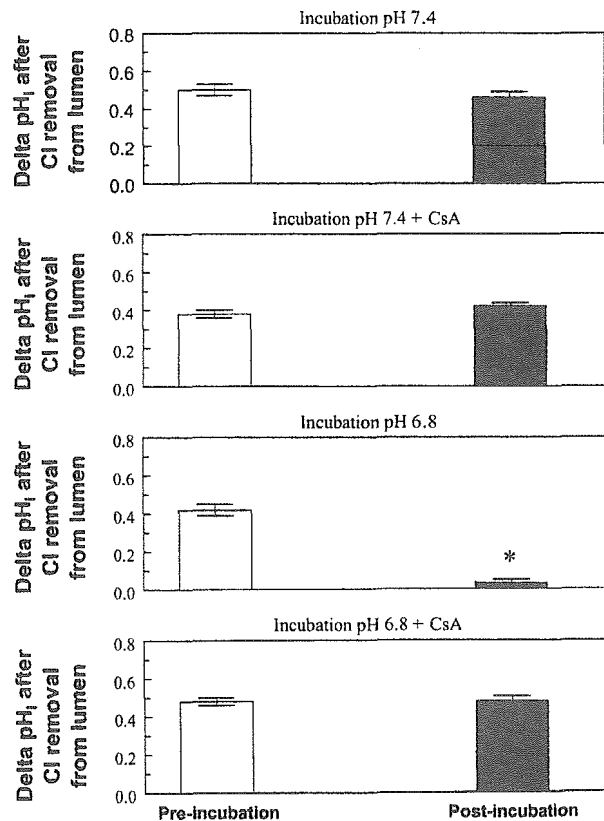 Incubation pH 7.4
Delta pHi after
Cl removal
from lumen
0.8
0.6
0.4
0.2
0.0
Incubation pH 7.4 + CsA
Delta pHi after
Cl removal
from lumen
0.8
0.6
0.4
0.2
0.0
Incubation pH 6.8
Delta pHi after
Cl removal
from lumen
0.8
0.6
0.4
0.2
0.0
*
Incubation pH 6.8 + CsA
Delta pHi after
Cl removal
from lumen
0.8
0.6
0.4
0.2
0.0
Pre-incubation
Post-incubation